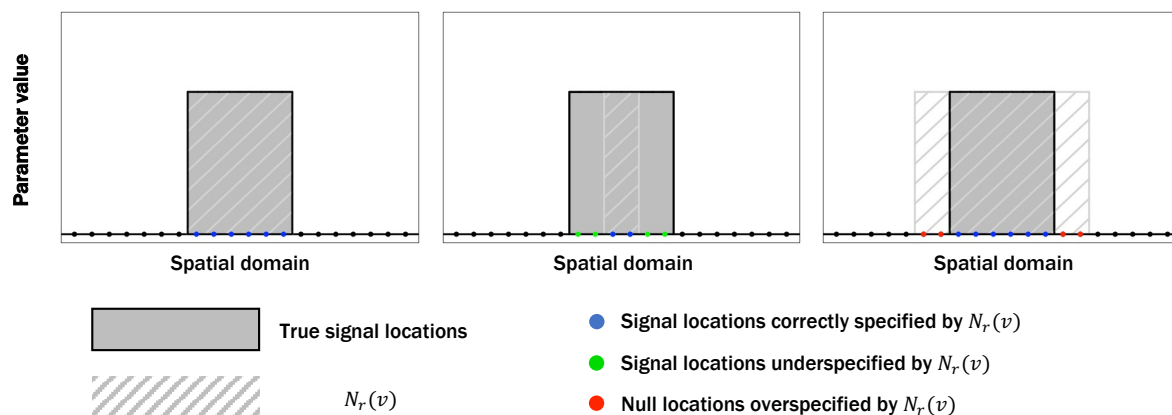 Parameter value
Spatial domain
Spatial domain
Spatial domain
True signal locations
N_r(v)
Signal locations correctly specified by N_r(v)
Signal locations underspecified by N_r(v)
Null locations overspecified by N_r(v)